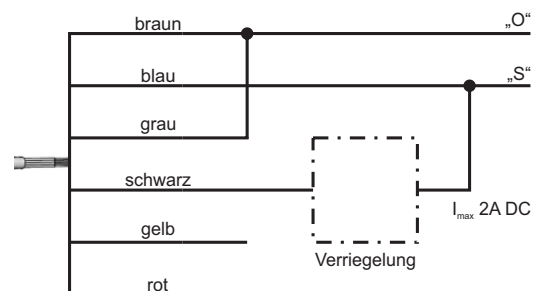 braun
„O“
blau
„S“
grau
schwarz
Imax 2A DC
gelb
Verriegelung
rot